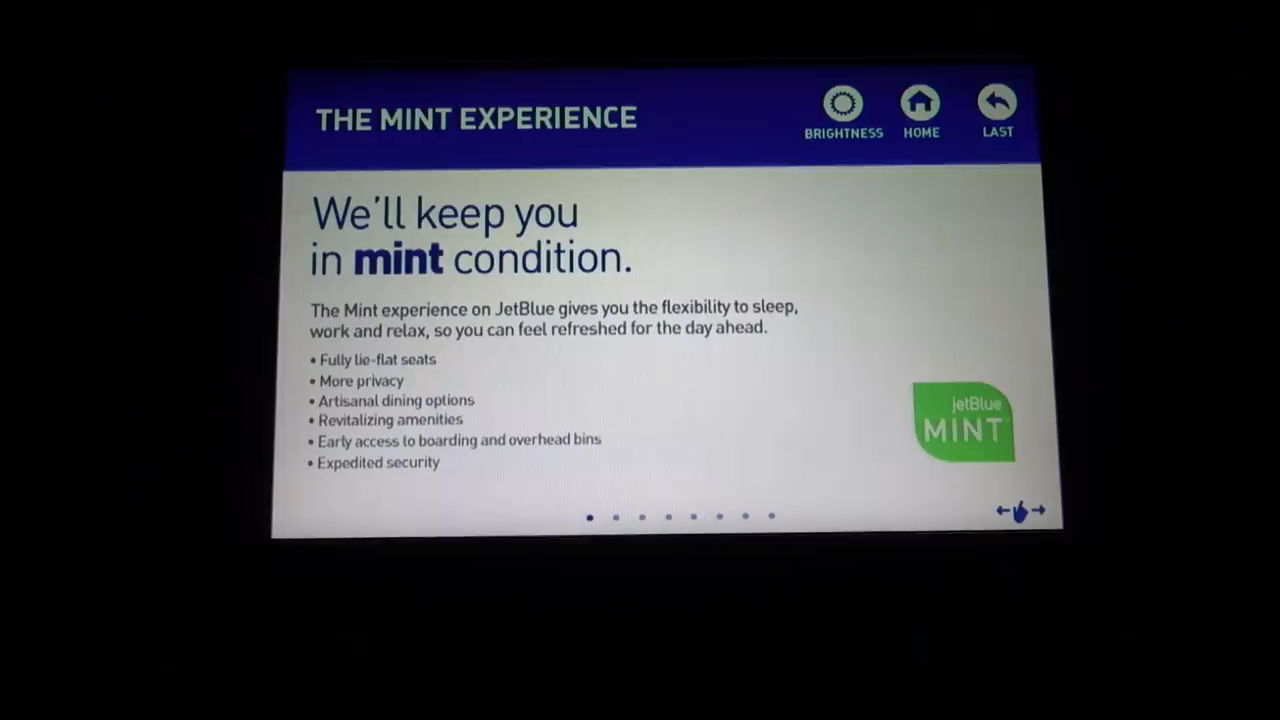 THE MINT EXPERIENCE
BRIGHTNESS
HOME
LAST
We'll keep you
in mint condition.
The Mint experience on JetBlue gives you the flexibility to sleep,
work and relax, so you can feel refreshed for the day ahead.
• Fully lie-flat seats
• More privacy
• Artisanal dining options
• Revitalizing amenities
• Early access to boarding and overhead bins
• Expedited security
jetBlue
MINT